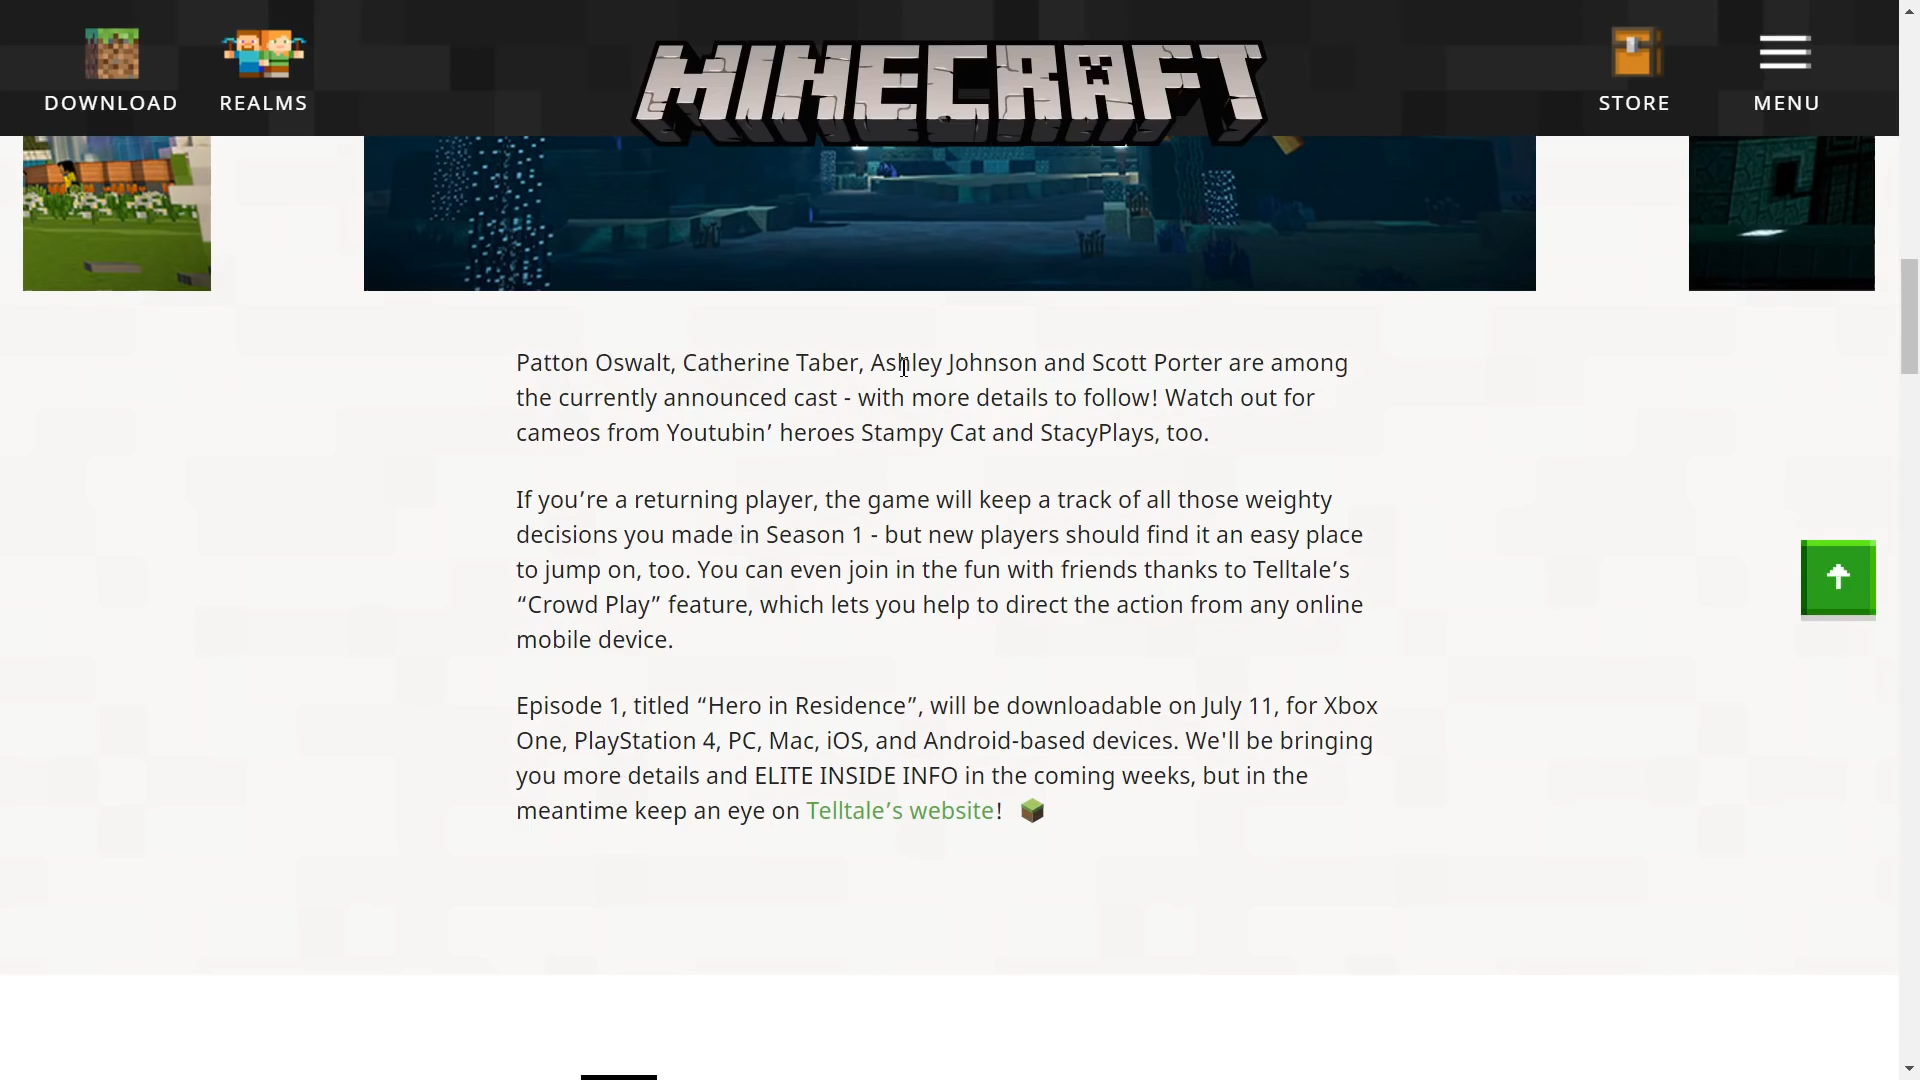 DOWNLOAD
REALMS
MINECRAFT
STORE
MENU
Patton Oswalt, Catherine Taber, Ashley Johnson and Scott Porter are among
the currently announced cast - with more details to follow! Watch out for
cameos from Youtubin’ heroes Stampy Cat and StacyPlays, too.
If you’re a returning player, the game will keep a track of all those weighty
decisions you made in Season 1 - but new players should find it an easy place
to jump on, too. You can even join in the fun with friends thanks to Telltale’s
“Crowd Play” feature, which lets you help to direct the action from any online
mobile device.
Episode 1, titled “Hero in Residence”, will be downloadable on July 11, for Xbox
One, PlayStation 4, PC, Mac, iOS, and Android-based devices. We'll be bringing
you more details and ELITE INSIDE INFO in the coming weeks, but in the
meantime keep an eye on Telltale’s website!